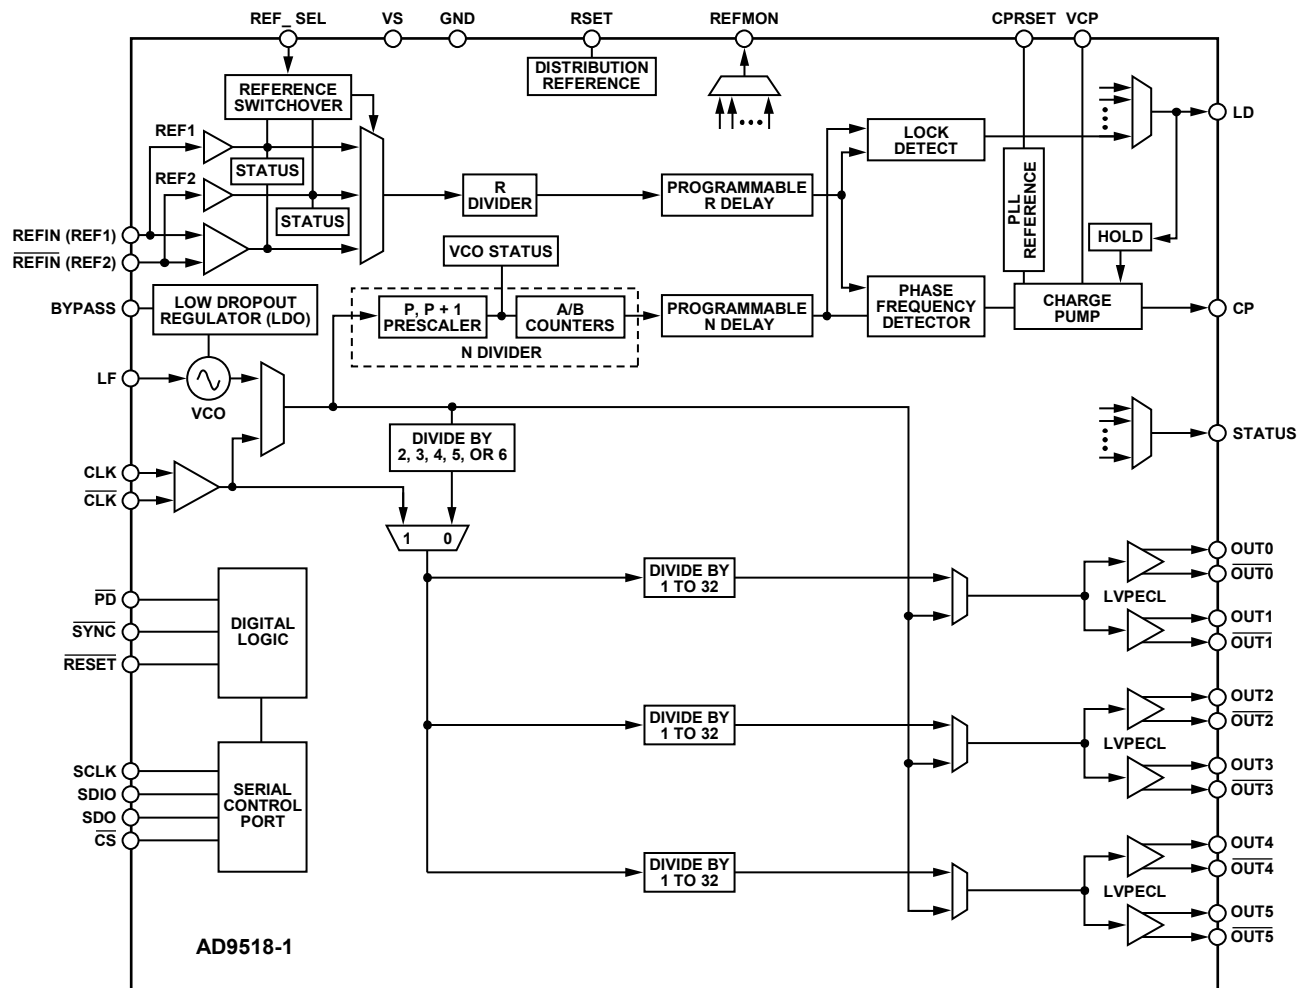 REF_SEL VS GND RSET REFMON CPRSET VCP
DISTRIBUTION
REFERENCE
REFERENCE
SWITCHOVER
REF1
STATUS
REF2
STATUS
REFIN (REF1)
REFIN (REF2)
R
DIVIDER
PROGRAMMABLE
R DELAY
LOCK
DETECT
PLL
REFERENCE
LD
HOLD
VCO STATUS
BYPASS
LOW DROPOUT
REGULATOR (LDO)
P, P + 1
PRESCALER
A/B
COUNTERS
N DIVIDER
PROGRAMMABLE
N DELAY
PHASE
FREQUENCY
DETECTOR
CHARGE
PUMP
CP
LF
VCO
DIVIDE BY
2, 3, 4, 5, OR 6
STATUS
CLK
CLK
1 0
DIVIDE BY
1 TO 32
LVPECL
OUT0
OUT0
OUT1
OUT1
PD
SYNC
RESET
DIGITAL
LOGIC
DIVIDE BY
1 TO 32
LVPECL
OUT2
OUT2
OUT3
OUT3
SCLK
SDIO
SDO
CS
SERIAL
CONTROL
PORT
DIVIDE BY
1 TO 32
LVPECL
OUT4
OUT4
OUT5
OUT5
AD9518-1